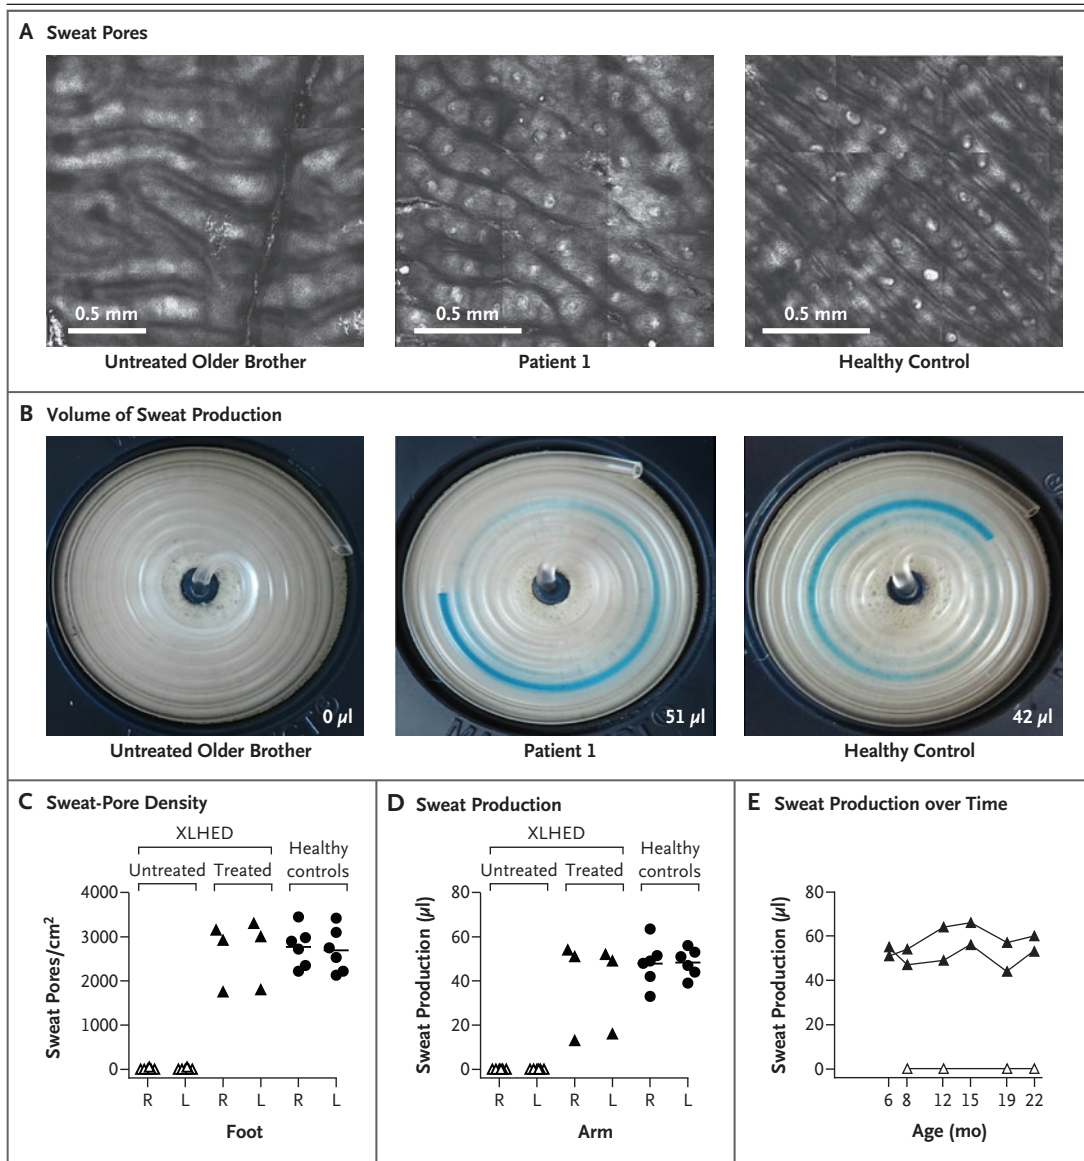 A Sweat Pores
0.5 mm
0.5 mm
0.5 mm
Untreated Older Brother
Patient 1
Healthy Control
B Volume of Sweat Production
0 µl
51 µl
42 µl
Untreated Older Brother
Patient 1
Healthy Control
C Sweat-Pore Density
XLHED
Untreated
Treated
Healthy
controls
Sweat Pores/cm²
4000
3000
2000
1000
0
R L R L R L
Foot
D Sweat Production
XLHED
Untreated
Treated
Healthy
controls
Sweat Production (µl)
80
60
40
20
0
R L R L R L
Arm
E Sweat Production over Time
Sweat Production (µl)
80
60
40
20
0
6 8 12 15 19 22
Age (mo)